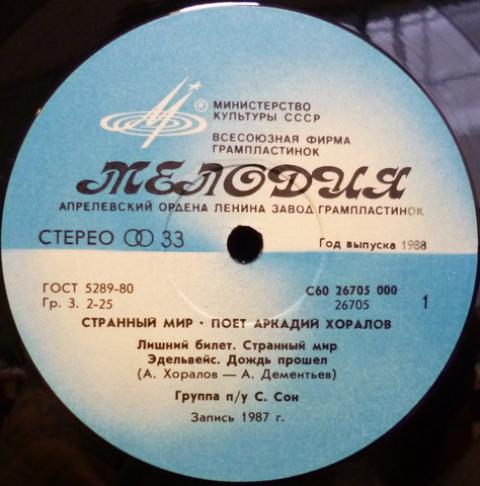 ® МИНИСТЕРСТВО
КУЛЬТУРЫ СССР
ВСЕСОЮЗНАЯ ФИРМА
ГРАМПЛАСТИНОК
МЕЛОДИЯ
АПРЕЛЕВСКИЙ ОРДЕНА ЛЕНИНА ЗАВОД ГРАМПЛАСТИНОК
СТЕРЕО 33
Год выпуска 1988
ГОСТ 5289-80
С60 26705 000
Гр. 3. 2-25
26705
1
СТРАННЫЙ МИР · ПОЕТ АРКАДИЙ ХОРАЛОВ
Лишний билет. Странный мир
Эдельвейс. Дождь прошел
(А. Хоралов — А. Дементьев)
Группа п/у С. Сон
Запись 1987 г.